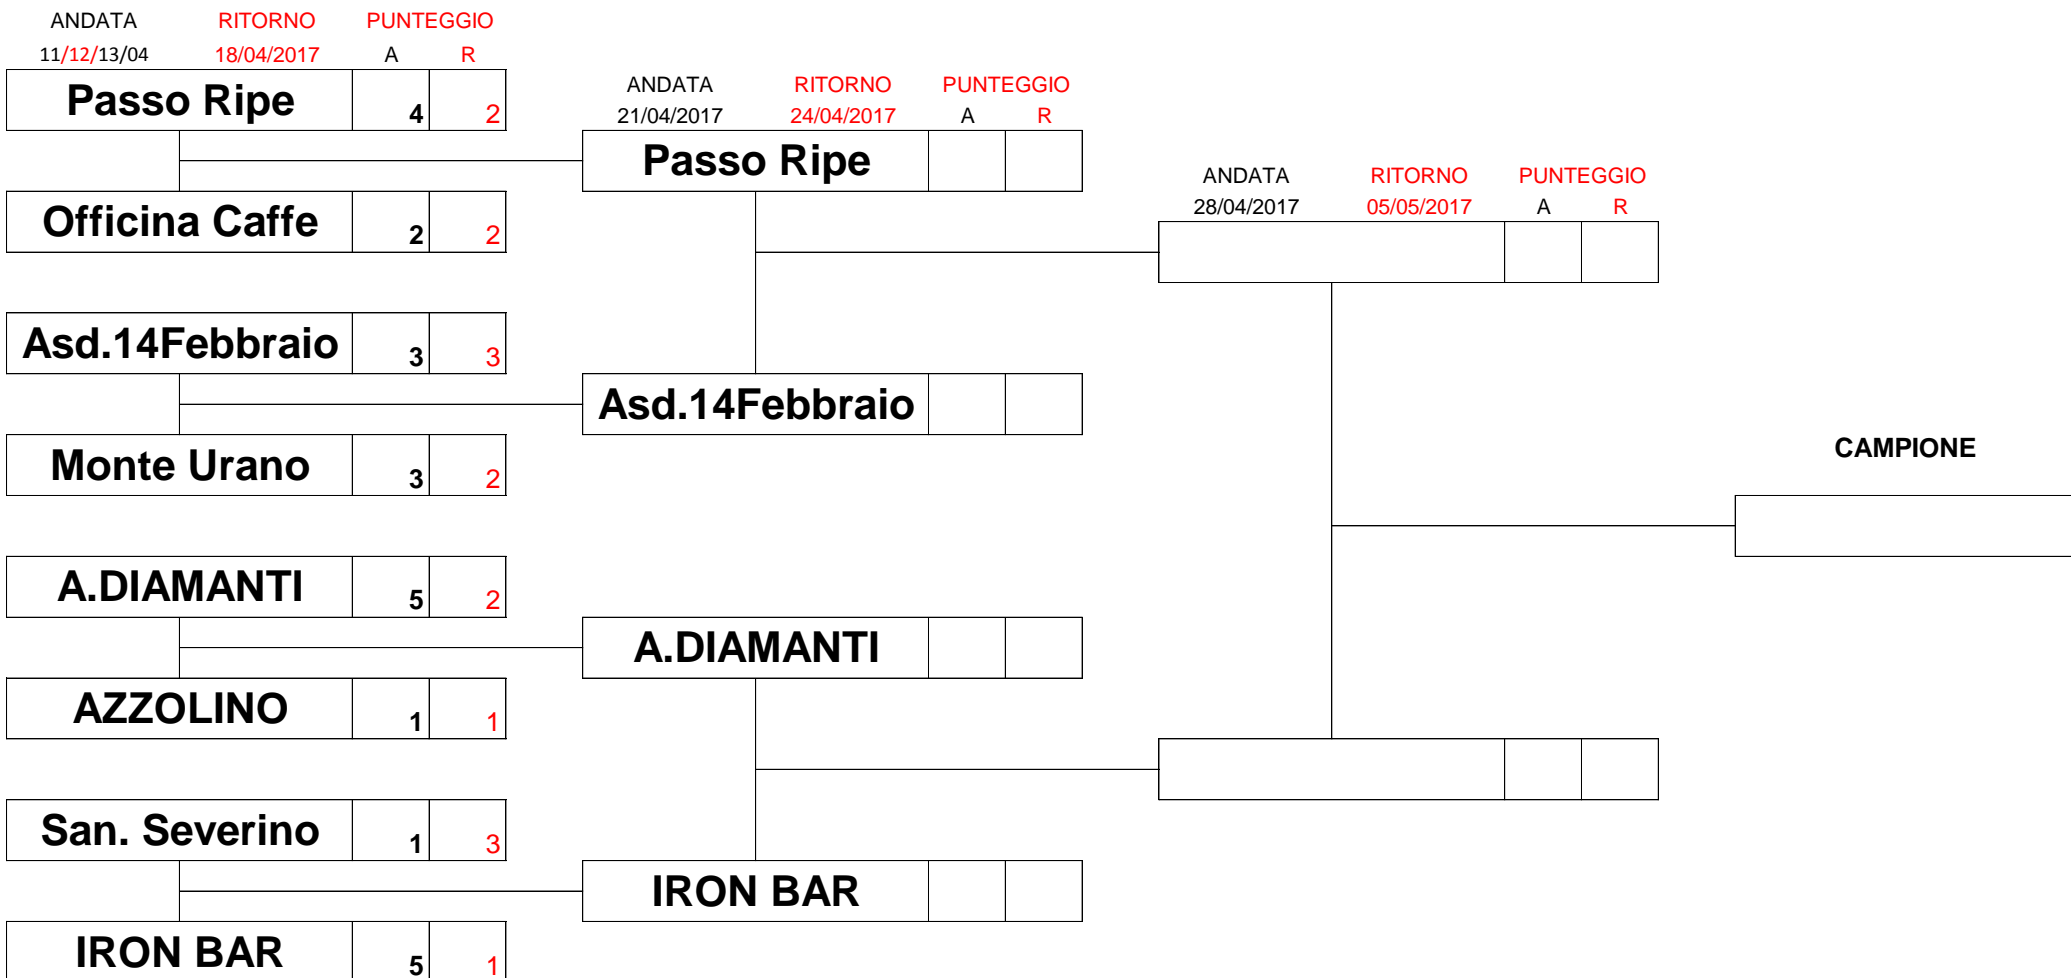 ANDATA RITORNO PUNTEGGIO
11/12/13/04 18/04/2017 A R
Passo Ripe 4 2
ANDATA RITORNO PUNTEGGIO
21/04/2017 24/04/2017 A R
Passo Ripe
ANDATA RITORNO PUNTEGGIO
28/04/2017 05/05/2017 A R
Officina Caffe 2 2
Asd.14Febbraio 3 3
Asd.14Febbraio
Monte Urano 3 2
CAMPIONE
A.DIAMANTI 5 2
A.DIAMANTI
AZZOLINO 1 1
San. Severino 1 3
IRON BAR
IRON BAR 5 1